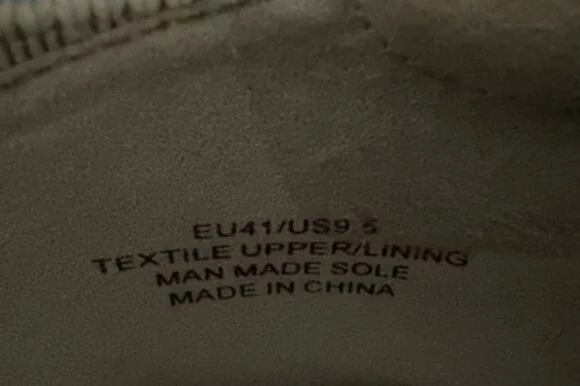 EU41/US9.5
TEXTILE UPPER/LINING
MAN MADE SOLE
MADE IN CHINA